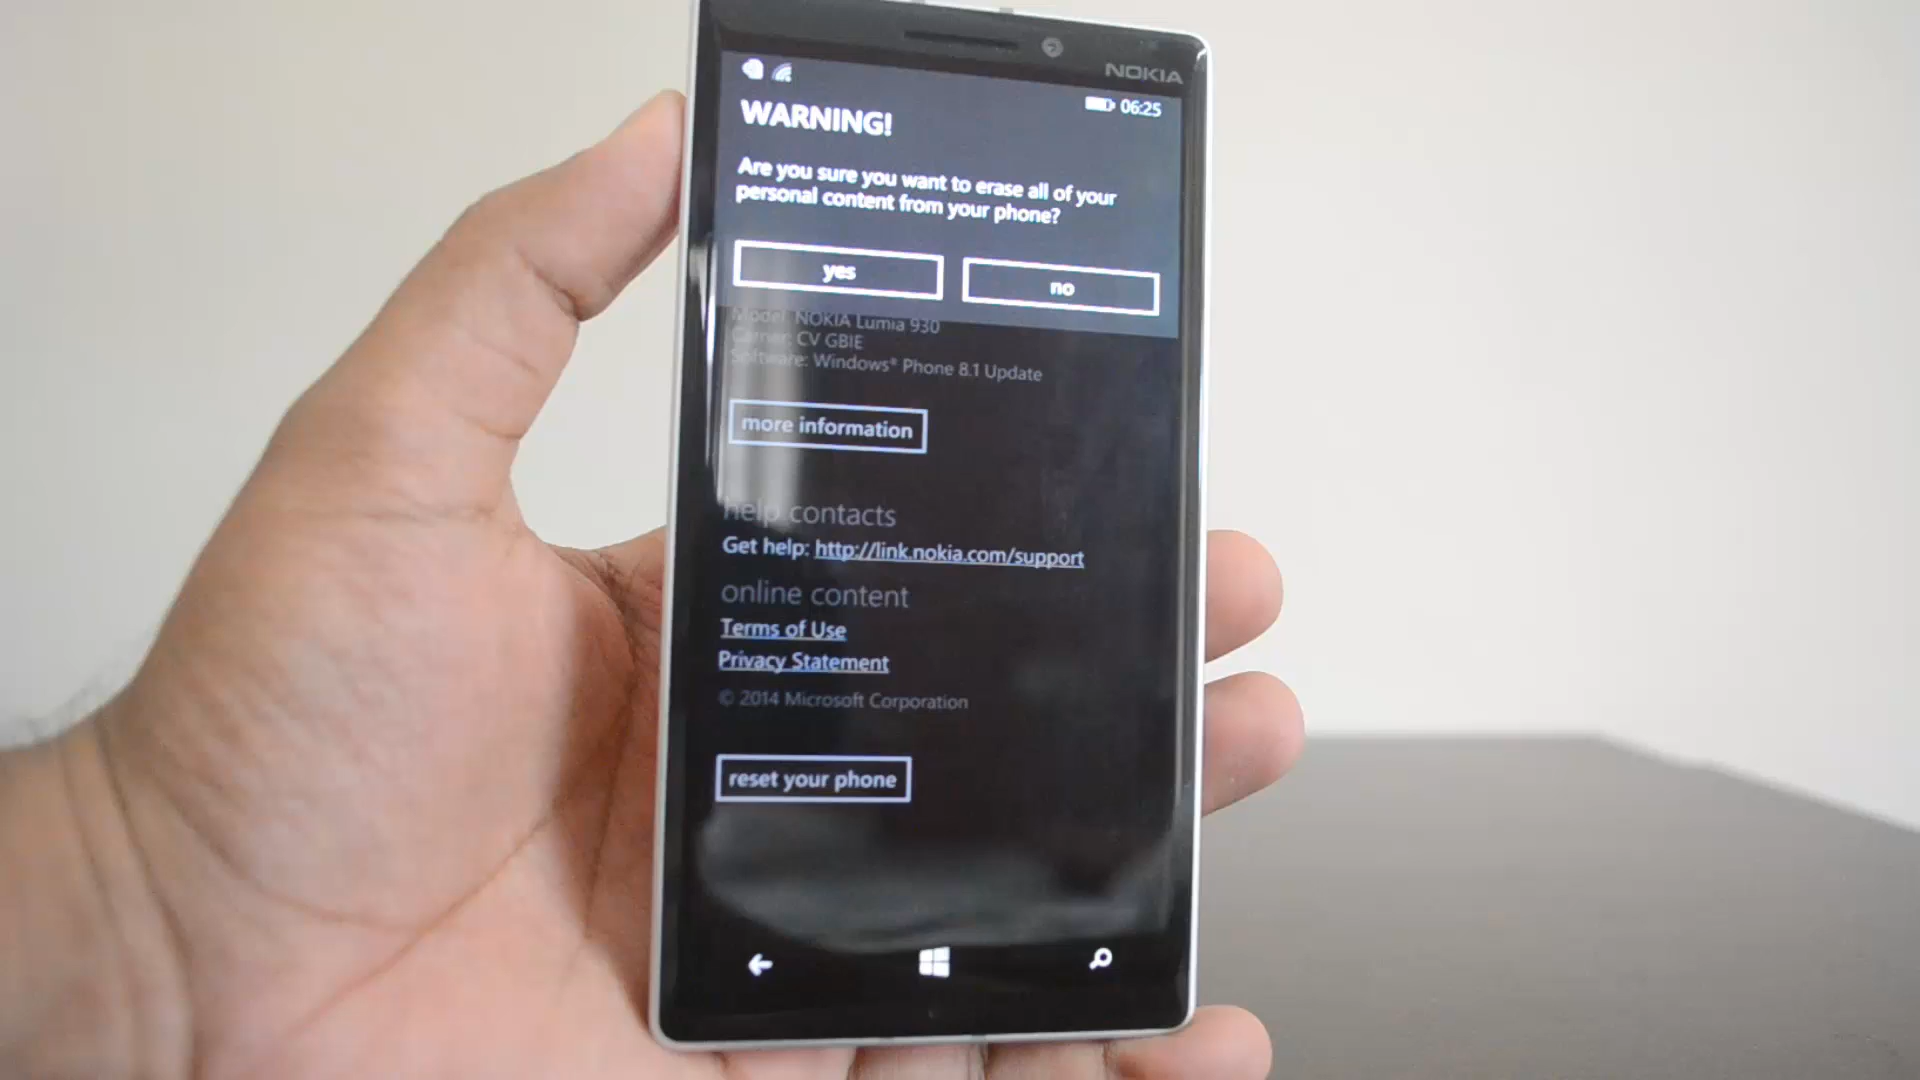 NOKIA
06:25
WARNING!
Are you sure you want to erase all of your
personal content from your phone?
yes
no
Model: NOKIA Lumia 930
Carrier: CV GBIE
Software: Windows® Phone 8.1 Update
more information
help contacts
Get help: http://link.nokia.com/support
online content
Terms of Use
Privacy Statement
© 2014 Microsoft Corporation
reset your phone